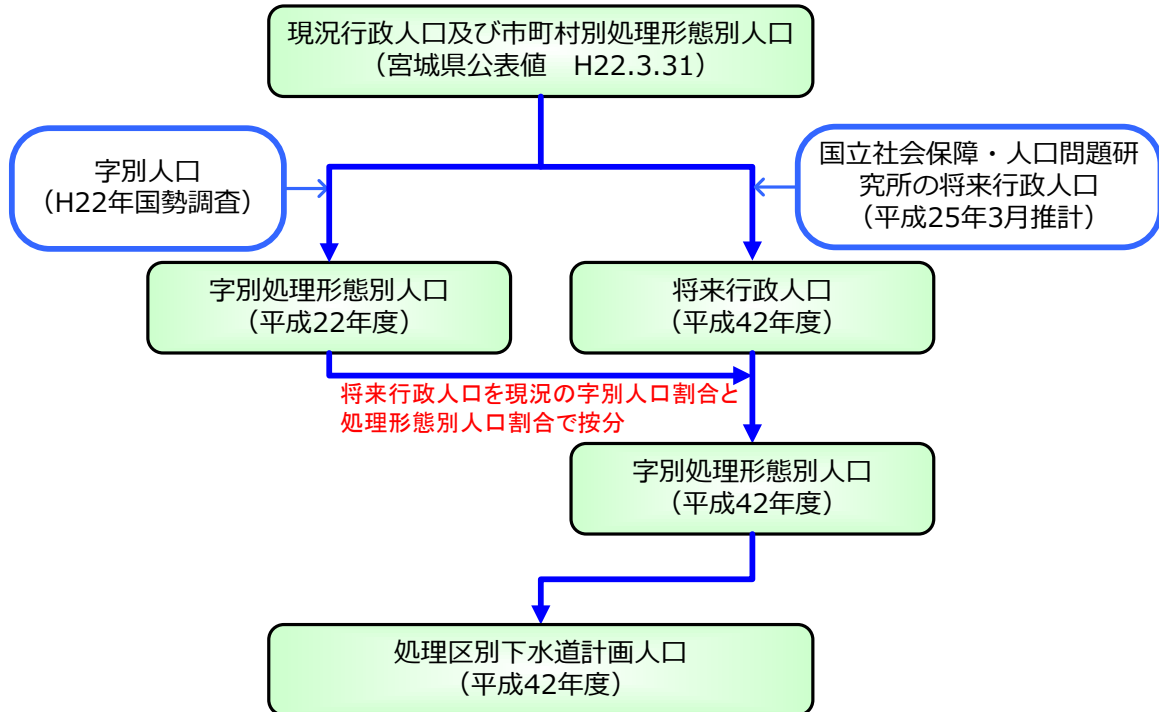 現況行政人口及び市町村別処理形態別人口
（宮城県公表値　H22.3.31）
字別人口
（H22年国勢調査）
国立社会保障・人口問題研
究所の将来行政人口
（平成25年3月推計）
字別処理形態別人口
（平成22年度）
将来行政人口
（平成42年度）
将来行政人口を現況の字別人口割合と
処理形態別人口割合で按分
字別処理形態別人口
（平成42年度）
処理区別下水道計画人口
（平成42年度）